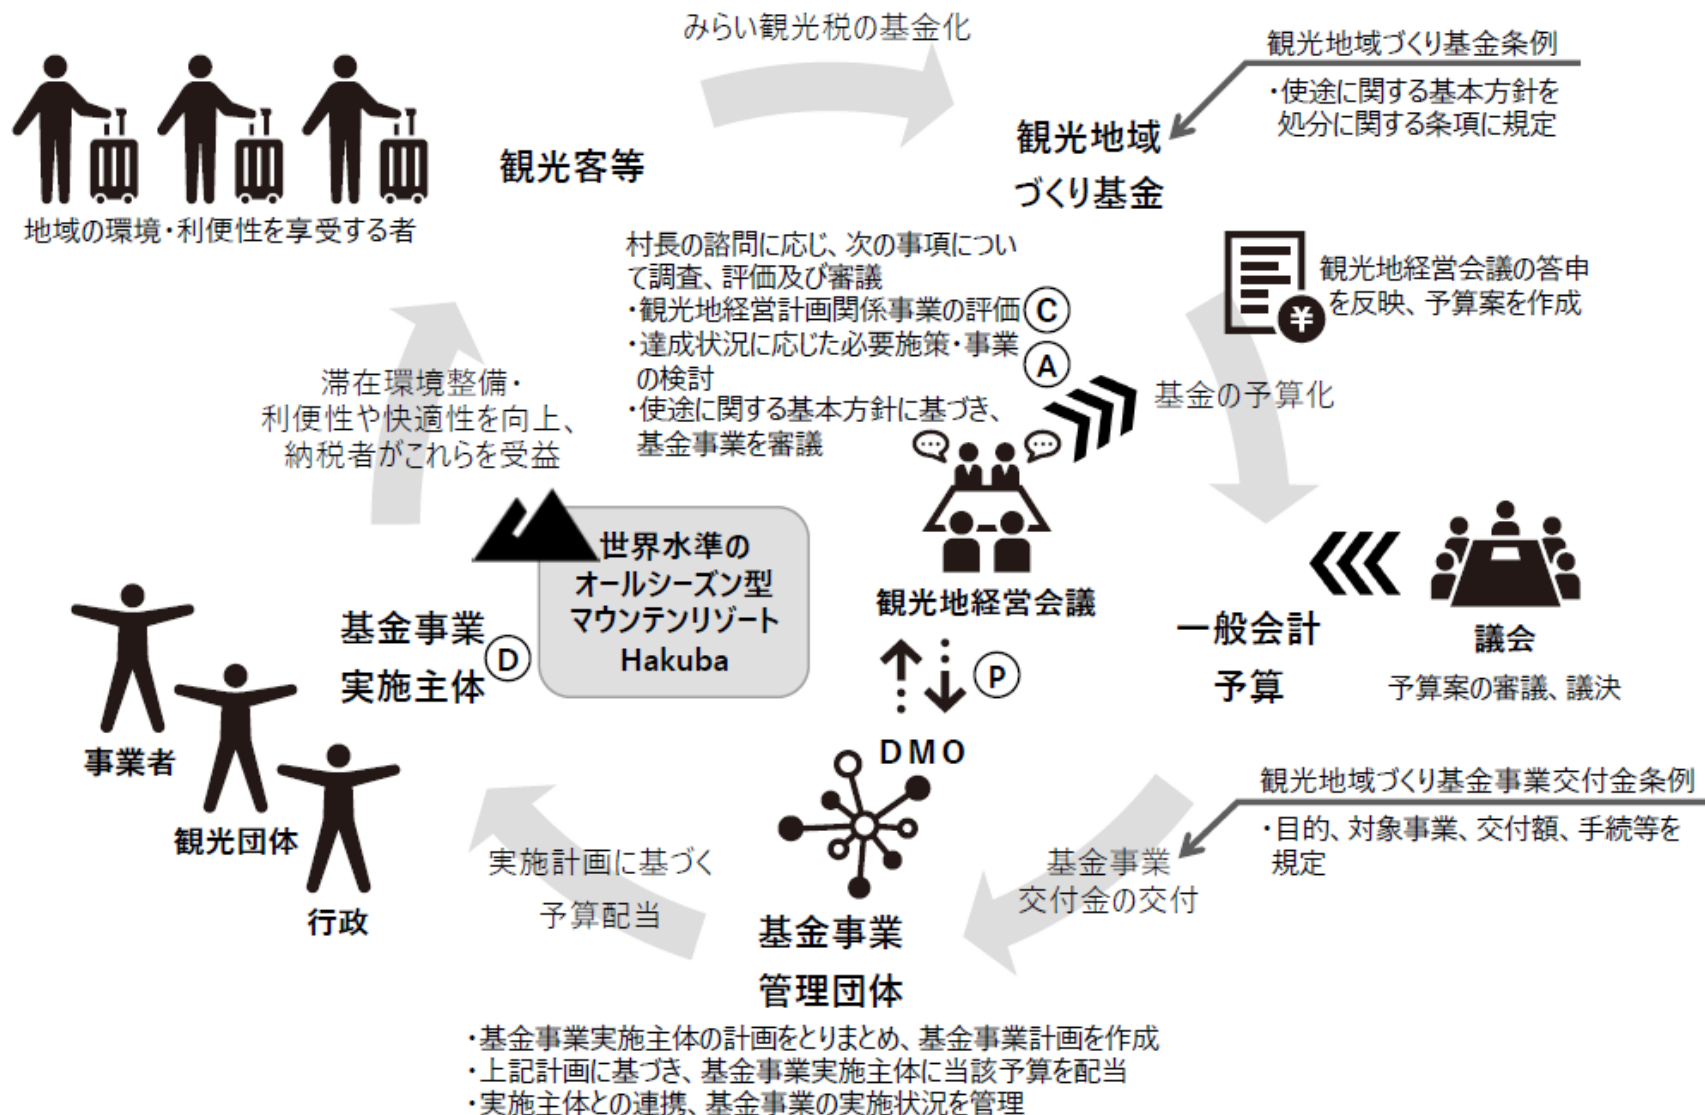 みらい観光税の基金化
観光地域づくり基金条例
・使途に関する基本方針を
処分に関する条項に規定
観光客等
観光地域
づくり基金
地域の環境・利便性を享受する者
村長の諮問に応じ、次の事項につい
て調査、評価及び審議
・観光地経営計画関係事業の評価
C
・達成状況に応じた必要施策・事業
の検討
A
・使途に関する基本方針に基づき、
基金事業を審議
観光地経営会議の答申
を反映、予算案を作成
¥
基金の予算化
滞在環境整備・
利便性や快適性を向上、
納税者がこれらを受益
世界水準の
オールシーズン型
マウンテンリゾート
Hakuba
観光地経営会議
基金事業
実施主体
D
P
一般会計
予算
議会
予算案の審議、議決
事業者
観光団体
行政
DMO
観光地域づくり基金事業交付金条例
・目的、対象事業、交付額、手続等を
規定
実施計画に基づく
予算配当
基金事業
交付金の交付
基金事業
管理団体
・基金事業実施主体の計画をとりまとめ、基金事業計画を作成
・上記計画に基づき、基金事業実施主体に当該予算を配当
・実施主体との連携、基金事業の実施状況を管理